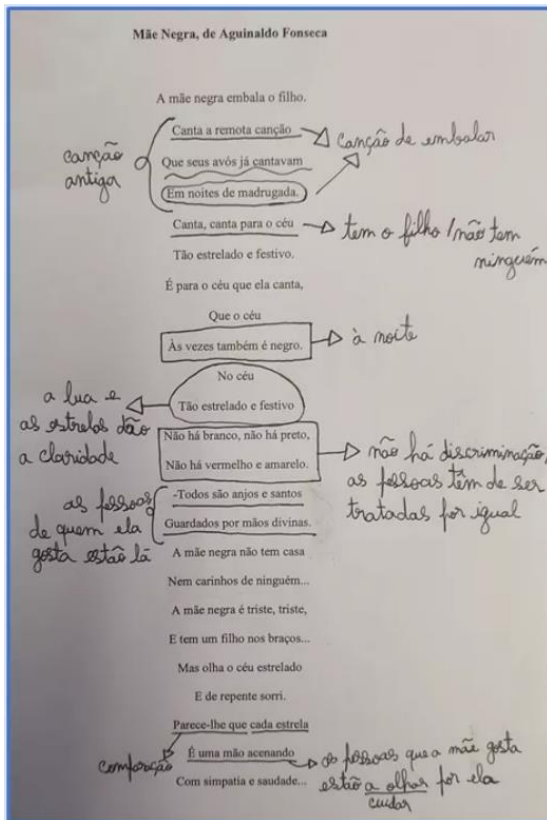 Mãe Negra, de Aguinaldo Fonseca
A mãe negra embala o filho.
Canta a remota canção
Que seus avós já cantavam
Em noites de madrugada.
canção
antiga
canção de embalar
Canta, canta para o céu
tem o filho / não tem
ninguém
Tão estrelado e festivo.
É para o céu que ela canta,
Que o céu
Às vezes também é negro.
à noite
No céu
Tão estrelado e festivo
a lua e
as estrelas dão
a claridade
Não há branco, não há preto,
Não há vermelho e amarelo.
não há discriminação,
as pessoas têm de ser
tratadas por igual
-Todos são anjos e santos
Guardados por mãos divinas.
as pessoas
de quem ela
gosta estão lá
A mãe negra não tem casa
Nem carinhos de ninguém...
A mãe negra é triste, triste,
E tem um filho nos braços...
Mas olha o céu estrelado
E de repente sorri.
Parece-lhe que cada estrela
É uma mão acenando
Com simpatia e saudade...
comparação
as pessoas que a mãe gosta
estão a olhar por ela
cuidar